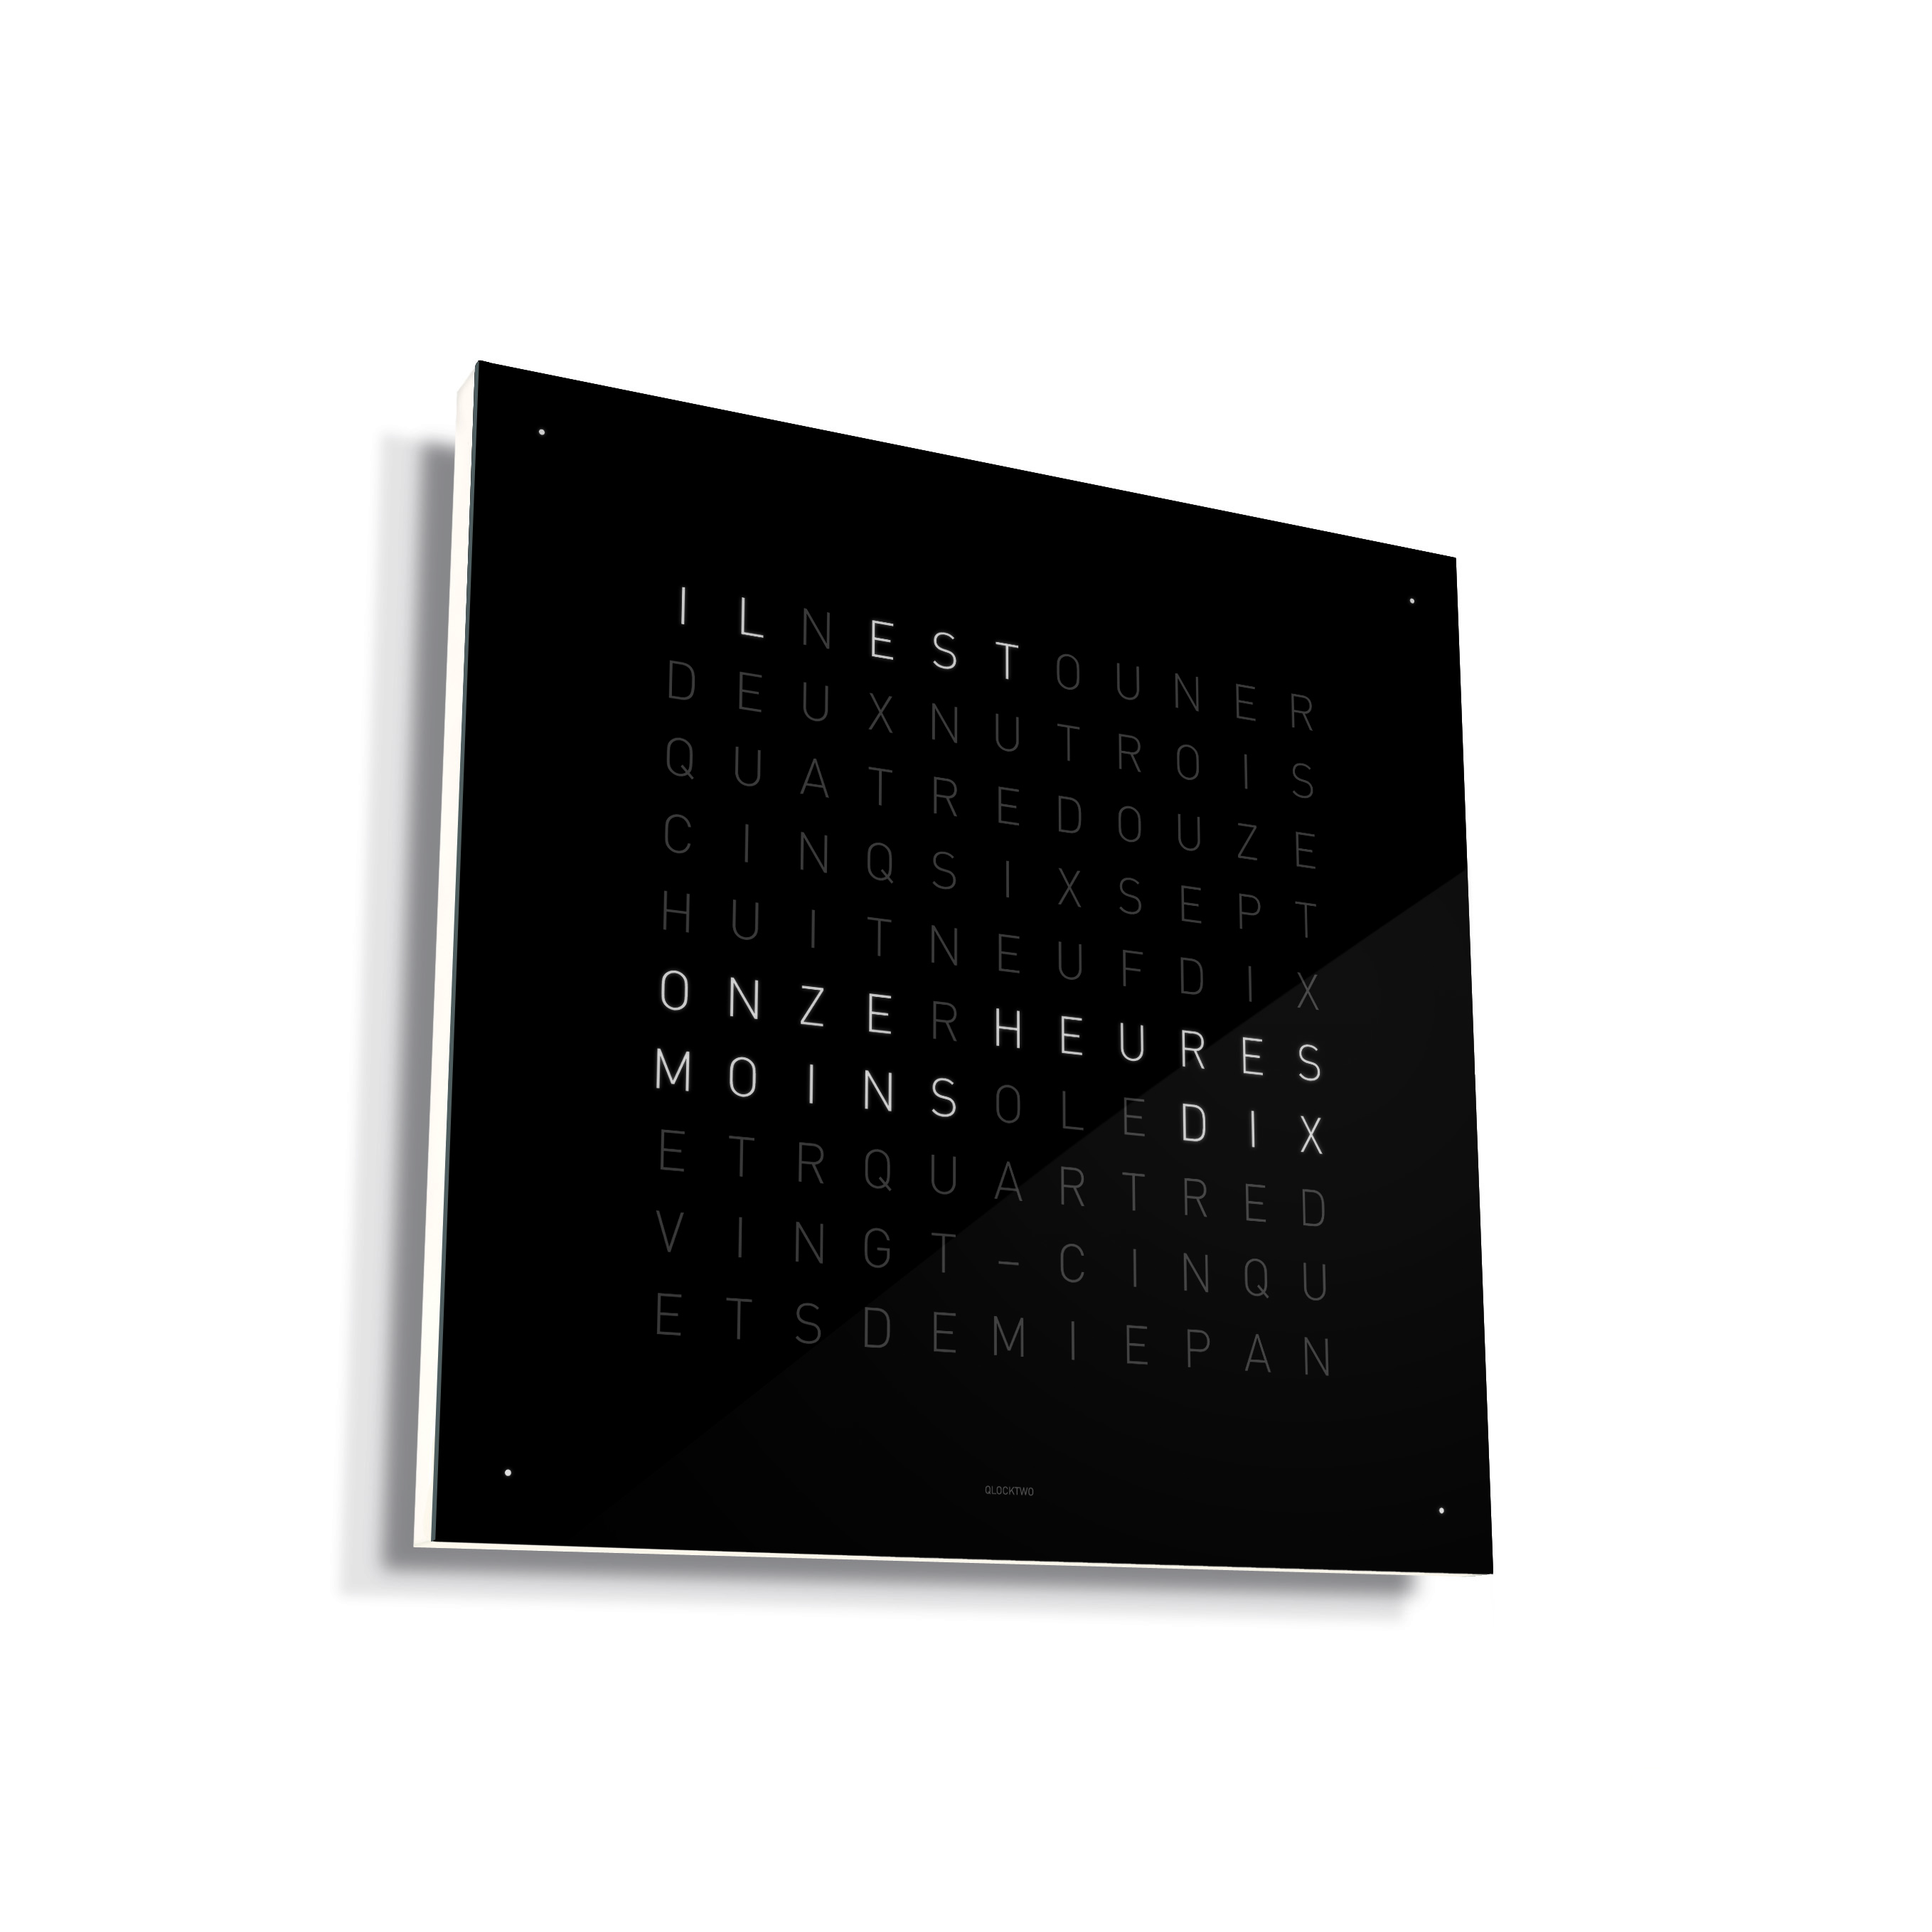 ILNESTOUNER
DEUXNUTROIS
QUATREDOUZE
CINQSIXSEPT
HUITNEUFDIX
ONZERHEURES
MOINSOLEDIX
ETRQUARTRED
VINGT-CINQU
ETSDEMIEPAN
QLOCKTWO